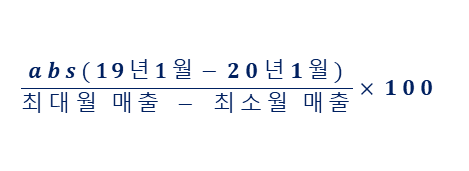 abs(19년1월 − 20년1월)
최대월 매출 − 최소월 매출
× 100